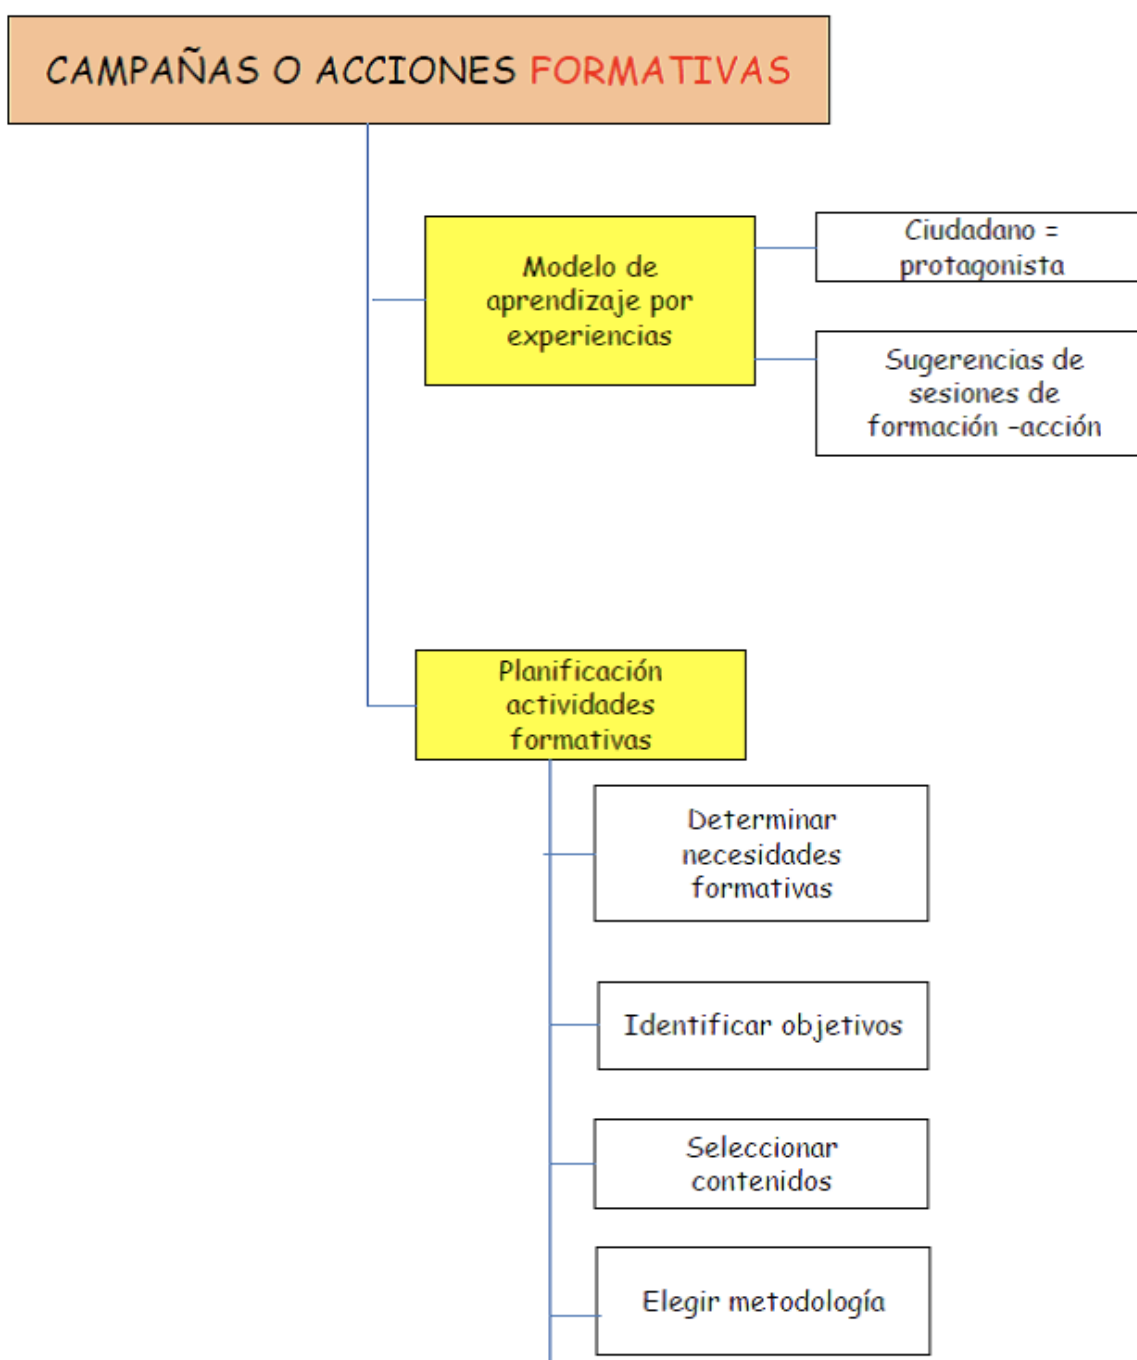 CAMPAÑAS O ACCIONES FORMATIVAS
Modelo de
aprendizaje por
experiencias
Ciudadano =
protagonista
Sugerencias de
sesiones de
formación -acción
Planificación
actividades
formativas
Determinar
necesidades
formativas
Identificar objetivos
Seleccionar
contenidos
Elegir metodología